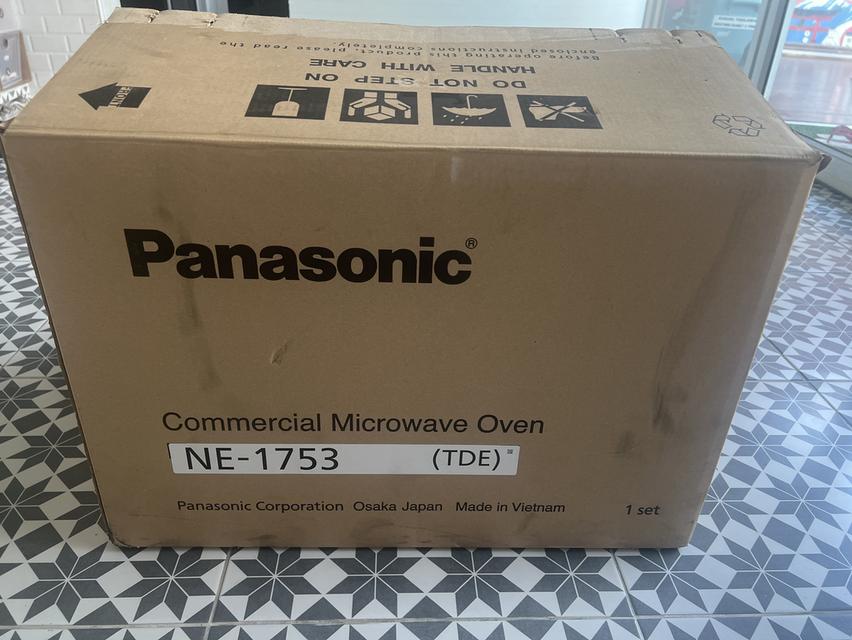 Before operating this product, please read the
enclosed instructions completely.
HANDLE WITH CARE
DO NOT STEP ON
FRONT
Panasonic®
Commercial Microwave Oven
NE-1753 (TDE)
Panasonic Corporation Osaka Japan Made in Vietnam 1 set